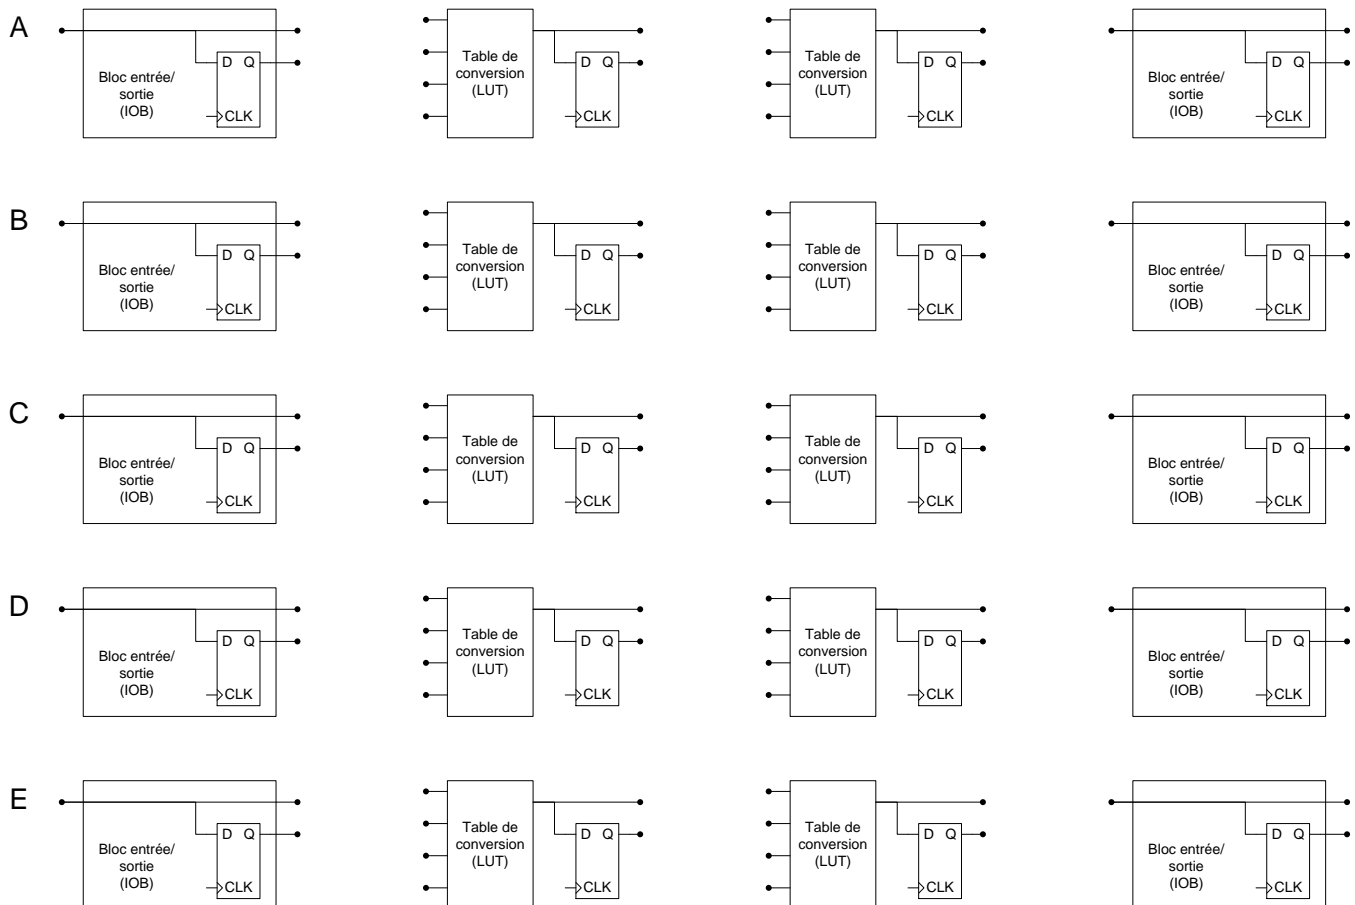 A
Bloc entrée/
sortie
(IOB)
D Q
CLK
Table de
conversion
(LUT)
D Q
CLK
Table de
conversion
(LUT)
D Q
CLK
Bloc entrée/
sortie
(IOB)
D Q
CLK
B
Bloc entrée/
sortie
(IOB)
D Q
CLK
Table de
conversion
(LUT)
D Q
CLK
Table de
conversion
(LUT)
D Q
CLK
Bloc entrée/
sortie
(IOB)
D Q
CLK
C
Bloc entrée/
sortie
(IOB)
D Q
CLK
Table de
conversion
(LUT)
D Q
CLK
Table de
conversion
(LUT)
D Q
CLK
Bloc entrée/
sortie
(IOB)
D Q
CLK
D
Bloc entrée/
sortie
(IOB)
D Q
CLK
Table de
conversion
(LUT)
D Q
CLK
Table de
conversion
(LUT)
D Q
CLK
Bloc entrée/
sortie
(IOB)
D Q
CLK
E
Bloc entrée/
sortie
(IOB)
D Q
CLK
Table de
conversion
(LUT)
D Q
CLK
Table de
conversion
(LUT)
D Q
CLK
Bloc entrée/
sortie
(IOB)
D Q
CLK